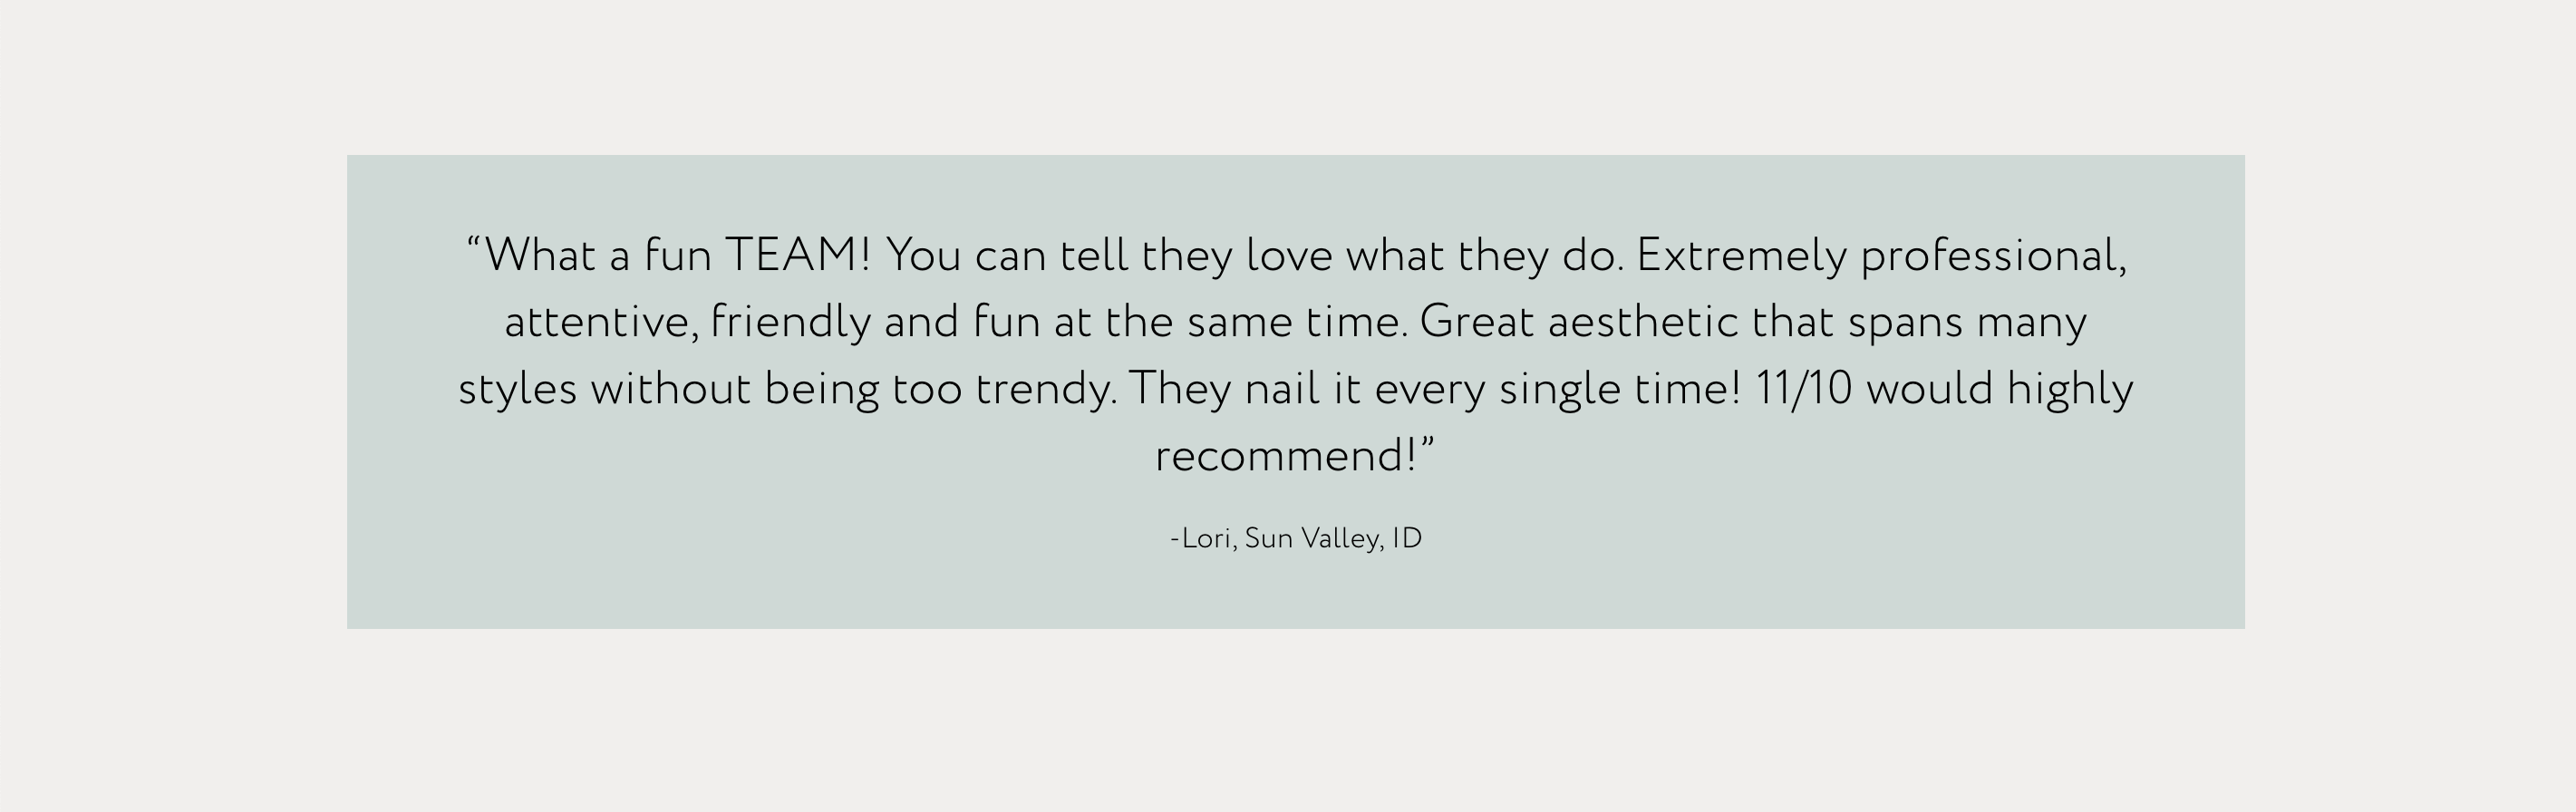 “What a fun TEAM! You can tell they love what they do. Extremely professional,
attentive, friendly and fun at the same time. Great aesthetic that spans many
styles without being too trendy. They nail it every single time! 11/10 would highly
recommend!”
-Lori, Sun Valley, ID